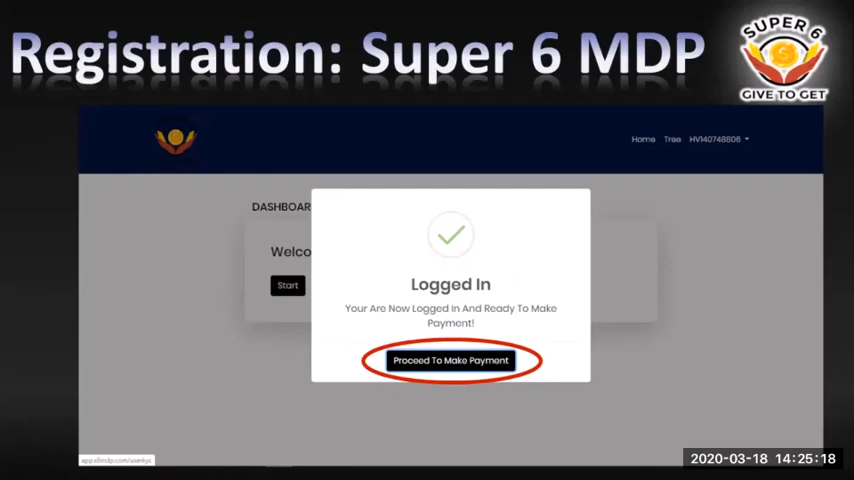 Registration: Super 6 MDP
SUPER 6
GIVE TO GET
Home Tree HV140748806
DASHBOAR
Welco
Start
Logged In
Your Are Now Logged In And Ready To Make
Payment!
Proceed To Make Payment
2020-03-18 14:25:18